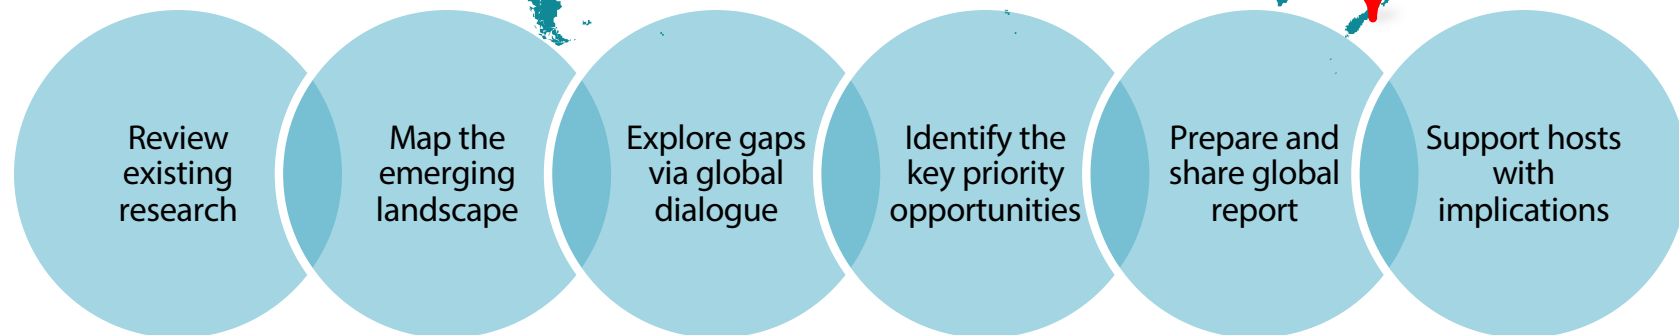 Review
existing
research
Map the
emerging
landscape
Explore gaps
via global
dialogue
Identify the
key priority
opportunities
Prepare and
share global
report
Support hosts
with
implications